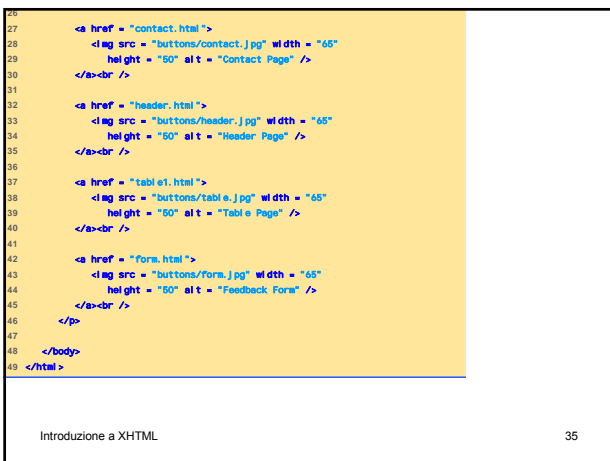 26
27 <a href = "contact.html">
28 <img src = "buttons/contact.jpg" width = "65"
29 height = "50" alt = "Contact Page" />
30 </a><br />
31
32 <a href = "header.html">
33 <img src = "buttons/header.jpg" width = "65"
34 height = "50" alt = "Header Page" />
35 </a><br />
36
37 <a href = "table1.html">
38 <img src = "buttons/table.jpg" width = "65"
39 height = "50" alt = "Table Page" />
40 </a><br />
41
42 <a href = "form.html">
43 <img src = "buttons/form.jpg" width = "65"
44 height = "50" alt = "Feedback Form" />
45 </a><br />
46 </p>
47
48 </body>
49 </html>
Introduzione a XHTML 35